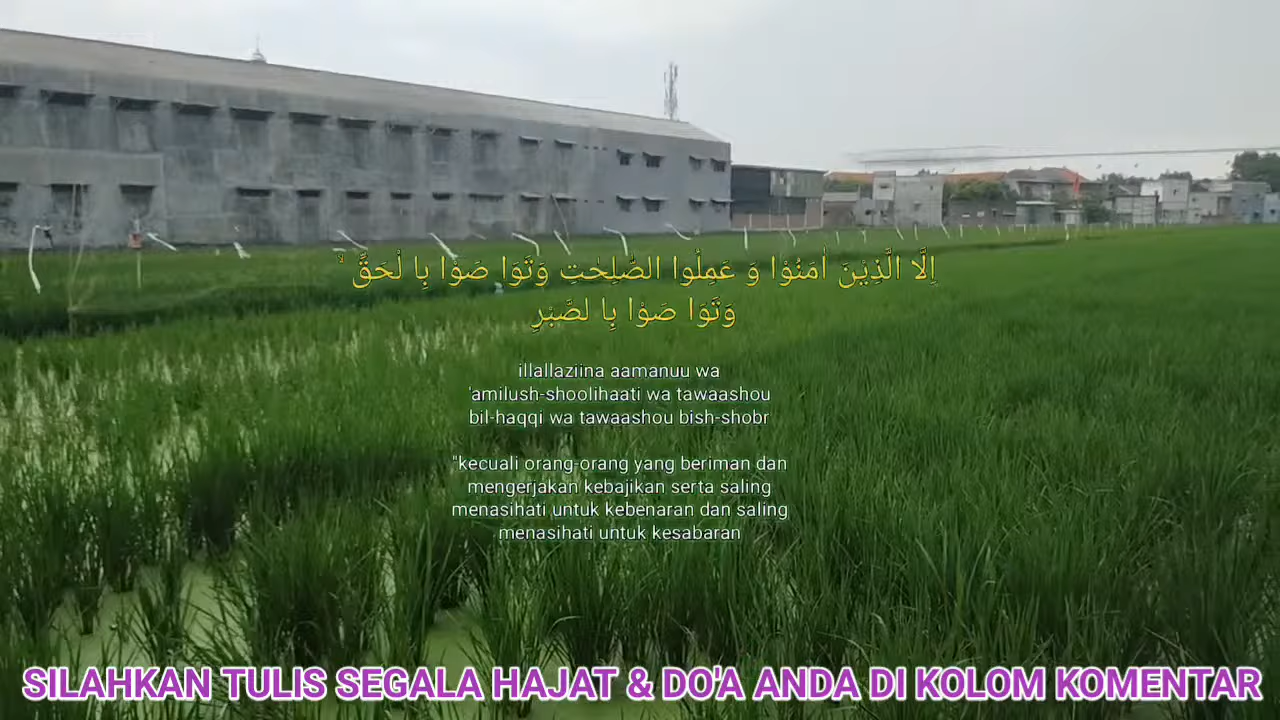 اِلَّا الَّذِيْنَ اٰمَنُوْا وَ عَمِلُوا الصّٰلِحٰتِ وَتَوَا صَوْا بِا لْحَقِّ ۙ
وَتَوَا صَوْا بِا لصَّبْرِ
illallaziina aamanuu wa
'amilush-shoolihaati wa tawaashou
bil-haqqi wa tawaashou bish-shobr
"kecuali orang-orang yang beriman dan
mengerjakan kebajikan serta saling
menasihati untuk kebenaran dan saling
menasihati untuk kesabaran
SILAHKAN TULIS SEGALA HAJAT & DO'A ANDA DI KOLOM KOMENTAR